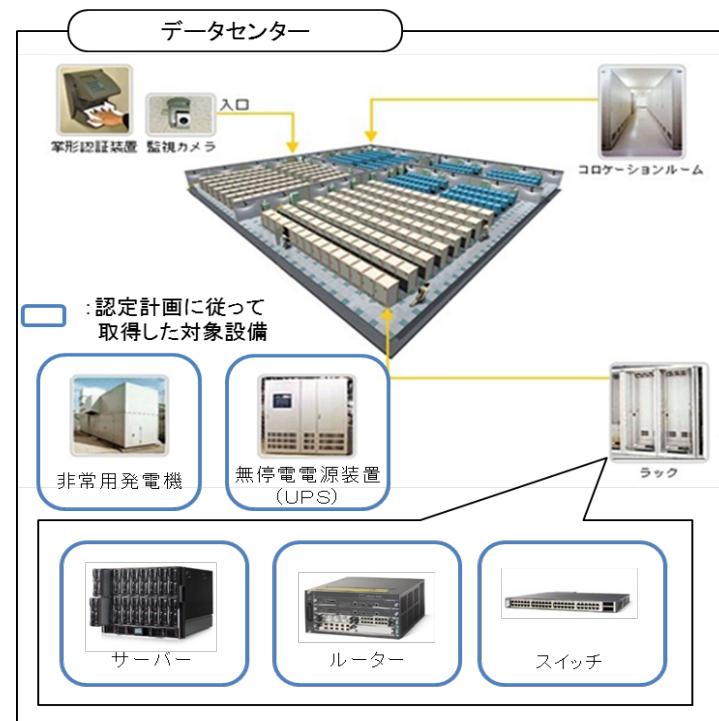 データセンター
入口
掌形認証装置
監視カメラ
コロケーションルーム
:認定計画に従って
取得した対象設備
非常用発電機
無停電電源装置
(UPS)
ラック
サーバー
ルーター
スイッチ